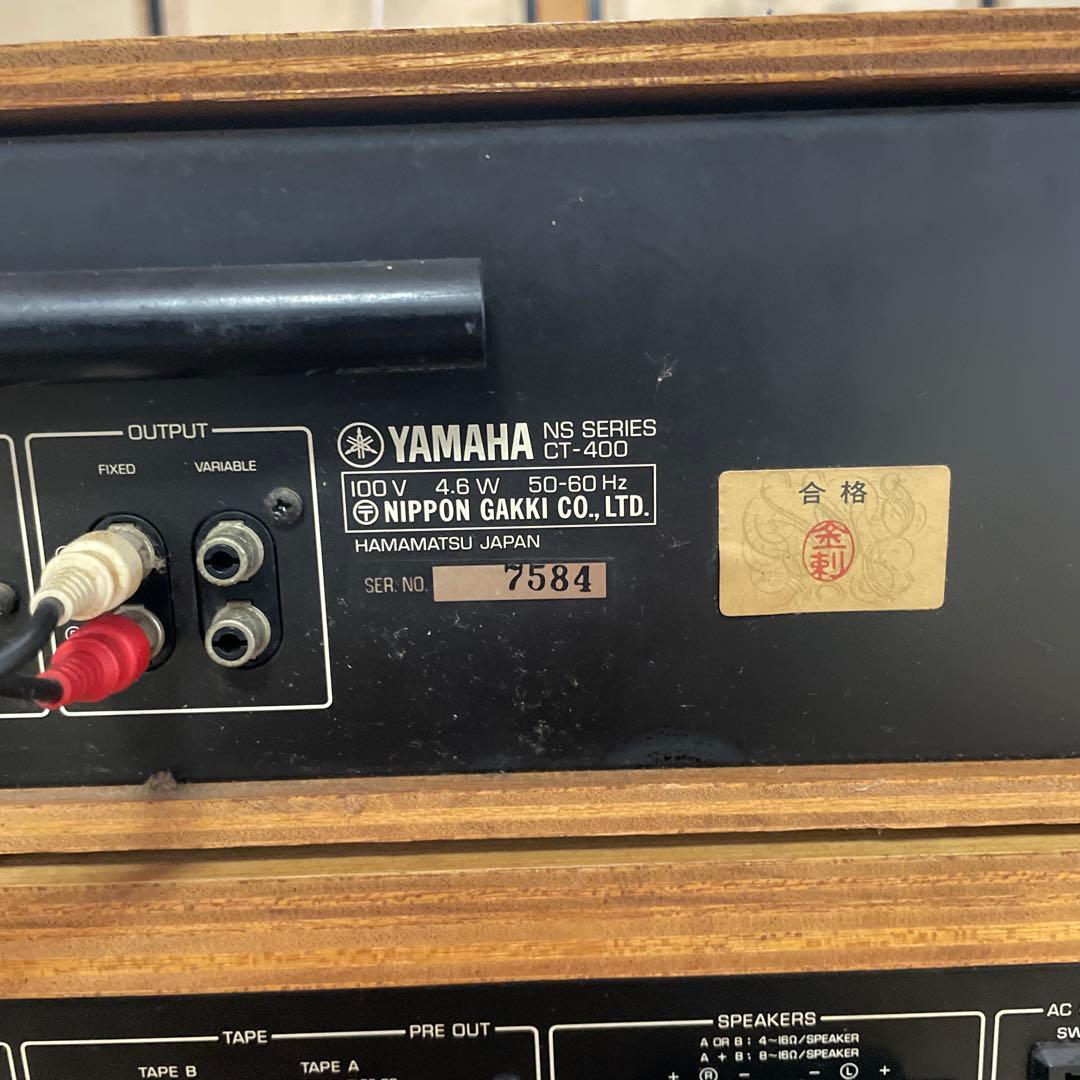 OUTPUT
FIXED
VARIABLE
YAMAHA NS SERIES
CT-400
100 V 4.6 W 50-60 Hz
NIPPON GAKKI CO., LTD.
HAMAMATSU JAPAN
SER. NO. 7584
合格
TAPE
PRE OUT
TAPE B
TAPE A
SPEAKERS
A OR B : 4~16Ω/SPEAKER
A + B : 8~16Ω/SPEAKER
+ R - - L +
AC
SW